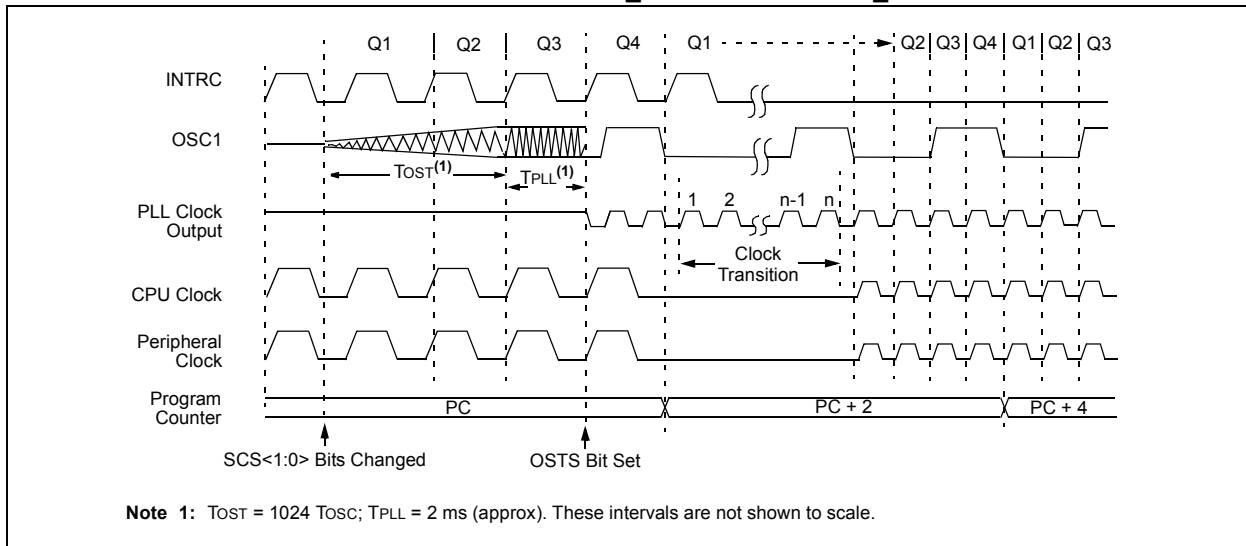 Q1 Q2 Q3 Q4 Q1 Q2 Q3 Q4 Q1 Q2 Q3
INTRC
OSC1
TOST(1) TPLL(1)
1 2 n-1 n
PLL Clock
Output
Clock
Transition
CPU Clock
Peripheral
Clock
Program
Counter
PC PC + 2 PC + 4
SCS<1:0> Bits Changed OSTS Bit Set
Note 1: TOST = 1024 TOSC; TPLL = 2 ms (approx). These intervals are not shown to scale.